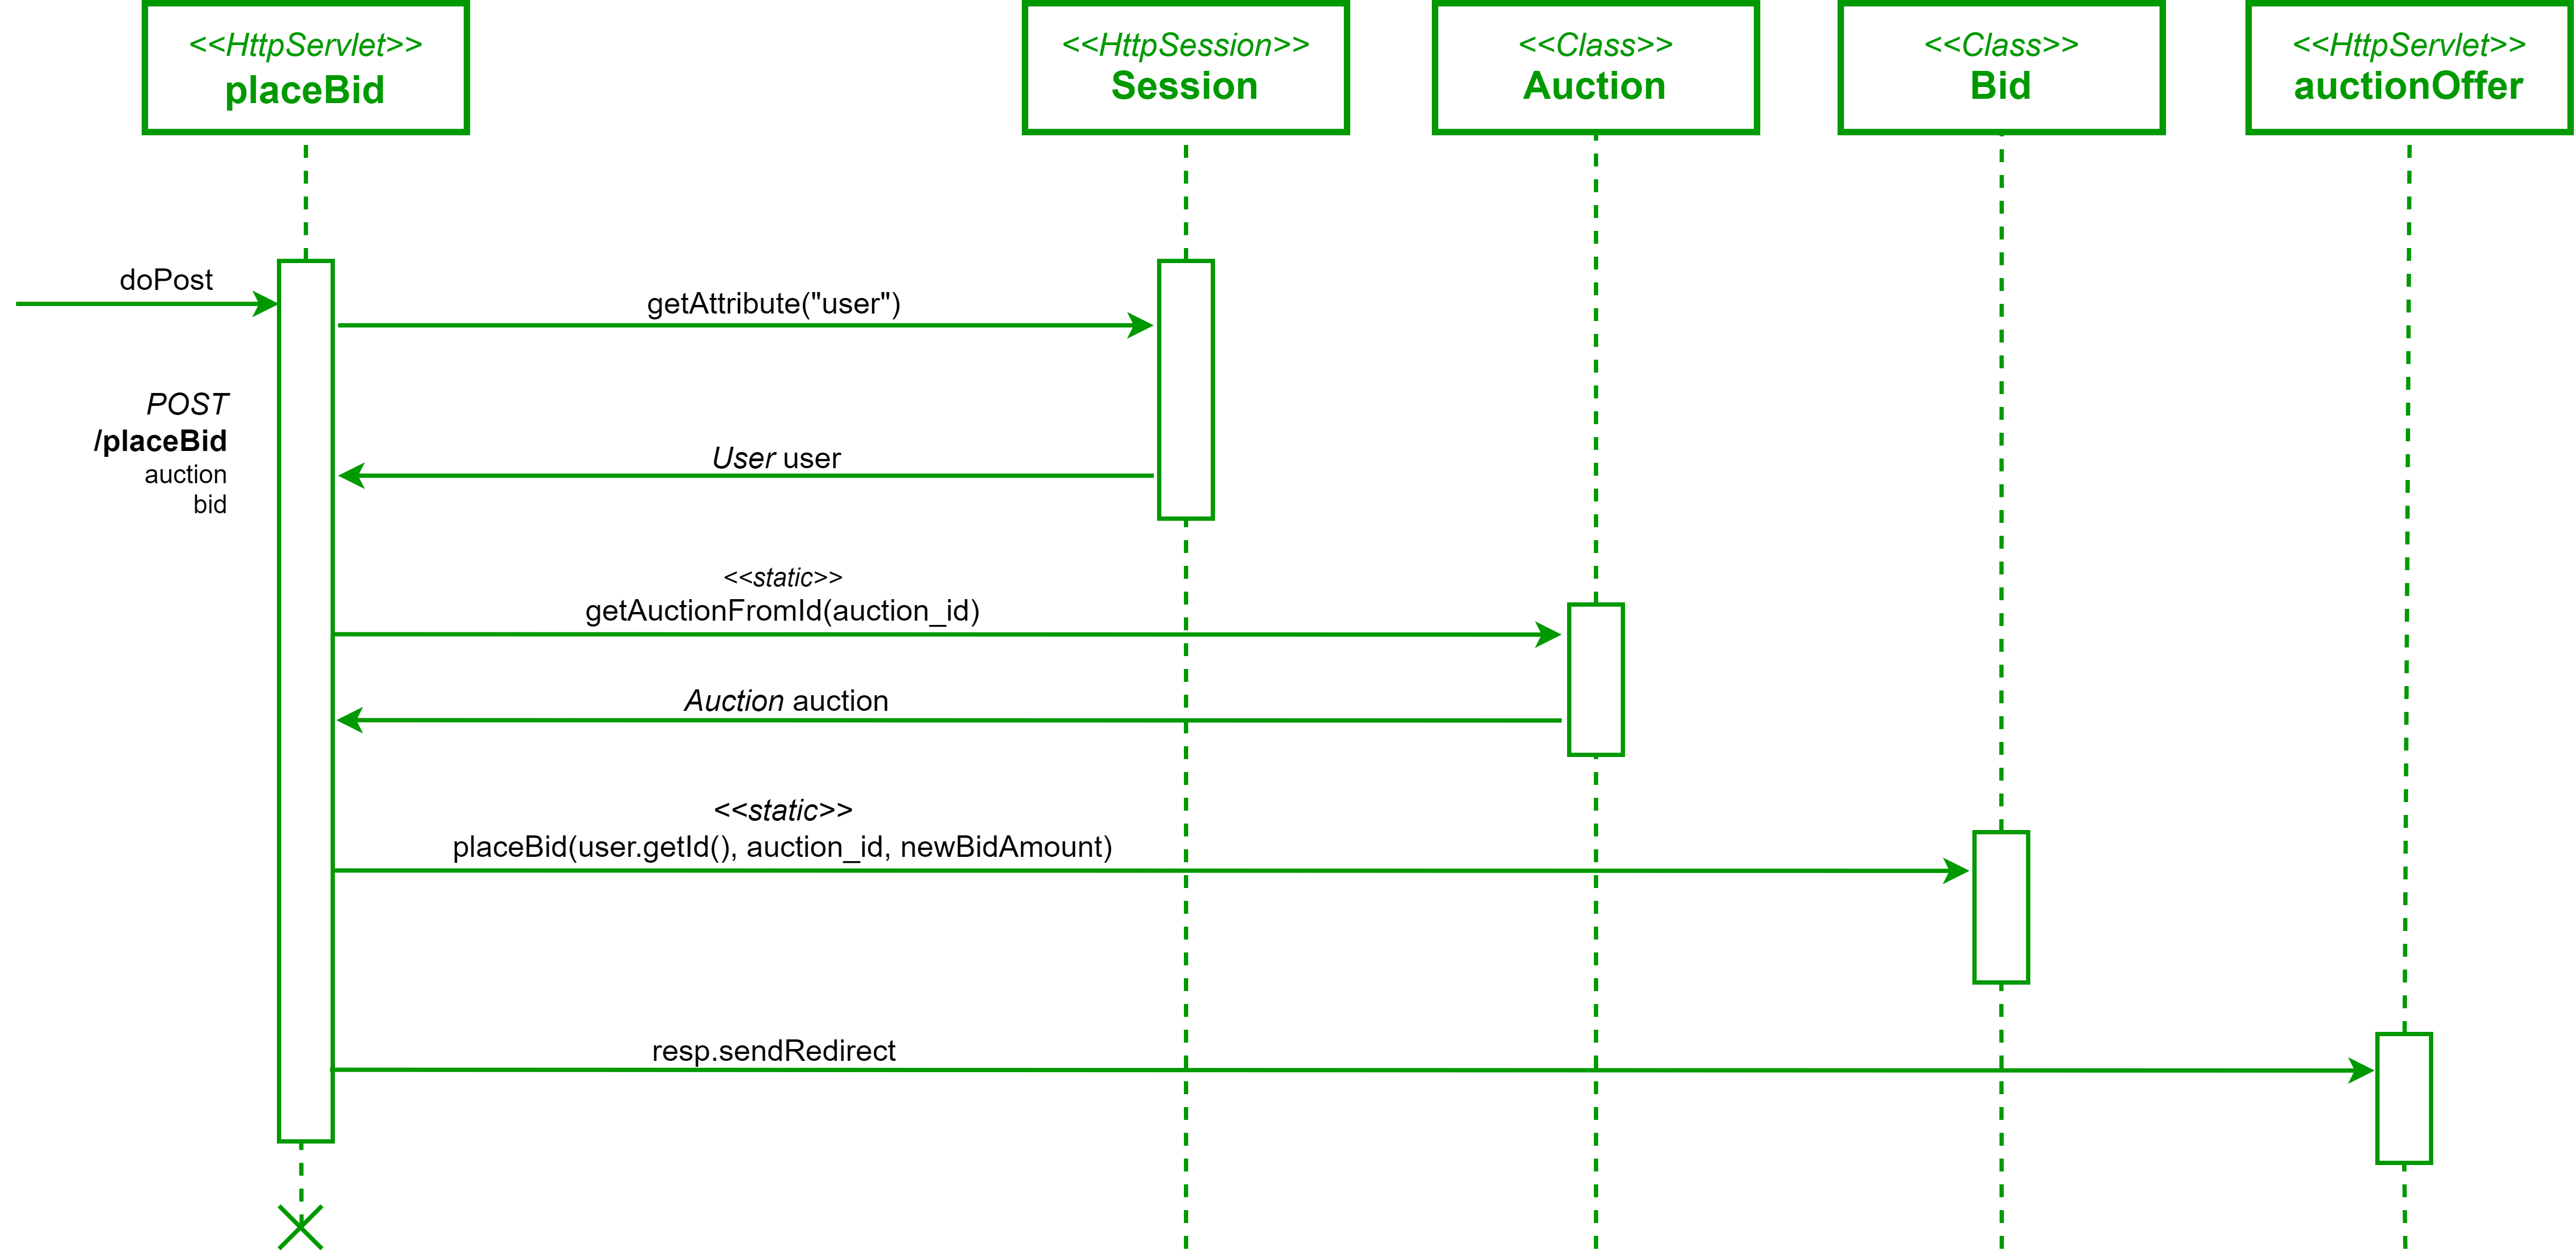 <<HttpServlet>>
placeBid
<<HttpSession>>
Session
<<Class>>
Auction
<<Class>>
Bid
<<HttpServlet>>
auctionOffer
doPost
getAttribute("user")
POST
/placeBid
auction
bid
User user
<<static>>
getAuctionFromId(auction_id)
Auction auction
<<static>>
placeBid(user.getId(), auction_id, newBidAmount)
resp.sendRedirect